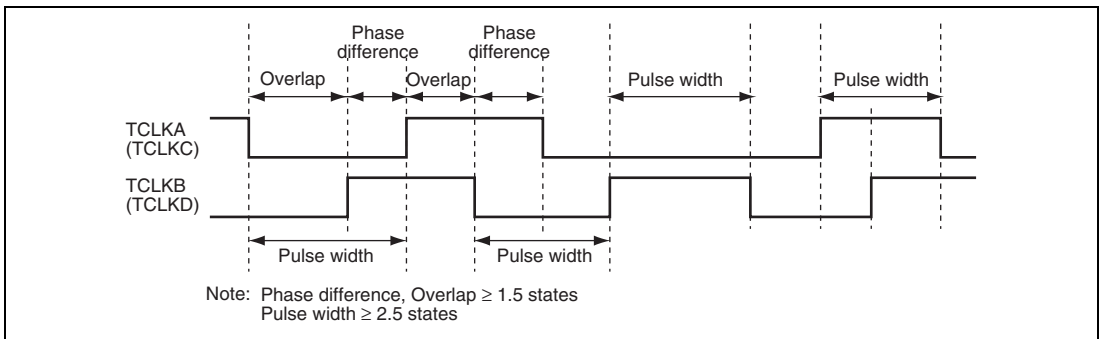 Phase
difference
Phase
difference
Overlap
Overlap
Pulse width
Pulse width
TCLKA
(TCLKC)
TCLKB
(TCLKD)
Pulse width
Pulse width
Note: Phase difference, Overlap ≥ 1.5 states
Pulse width ≥ 2.5 states